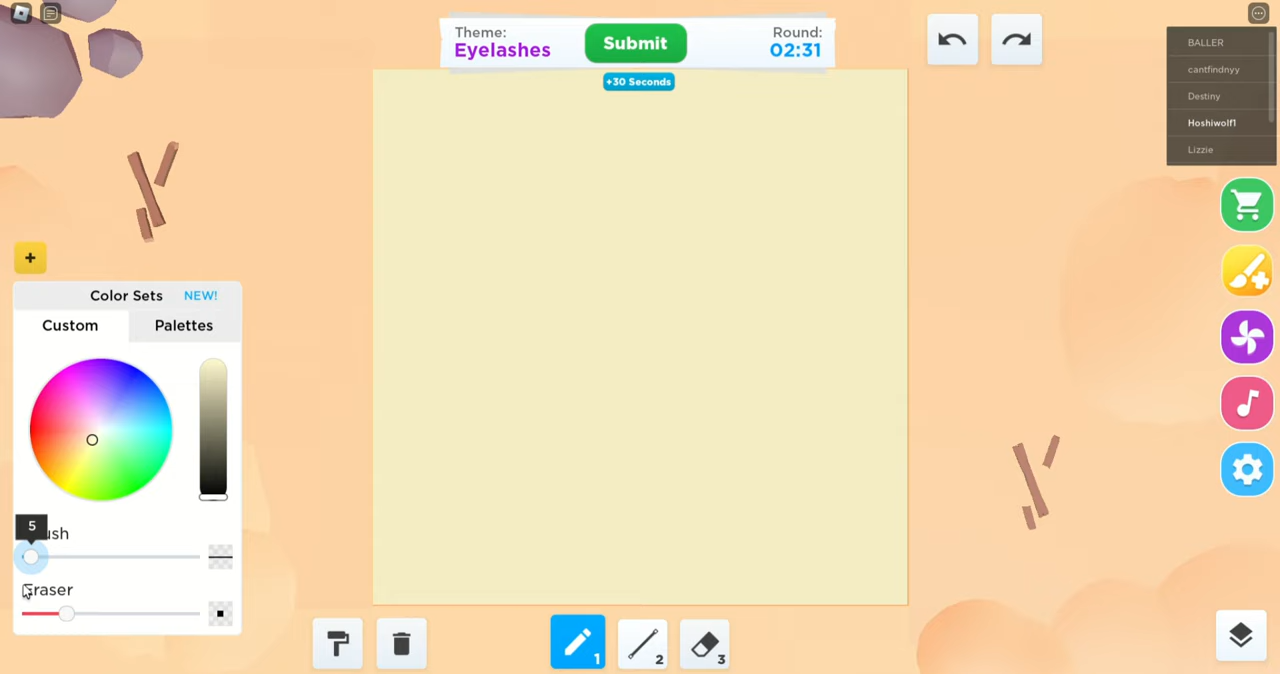 Theme:
Eyelashes
Submit
Round:
02:31
+30 Seconds
BALLER
cantfindnyy
Destiny
Hoshiwolf1
Lizzie
+
Color Sets NEW!
Custom
Palettes
5
ush
Eraser
1
2
3